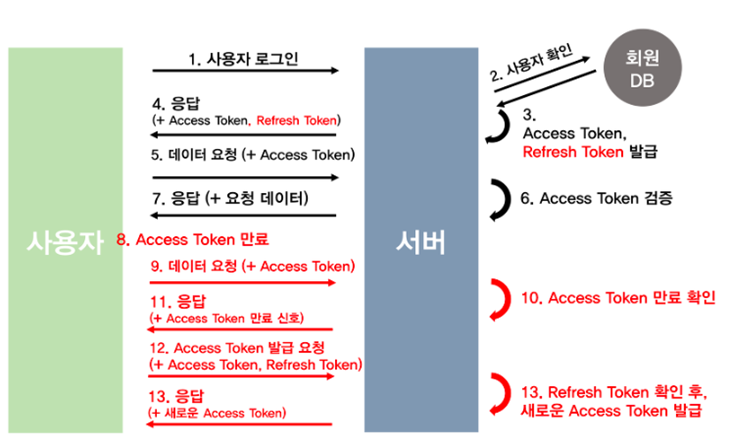 1. 사용자 로그인
2. 사용자 확인
회원
DB
4. 응답
(+ Access Token, Refresh Token)
3.
Access Token,
Refresh Token 발급
5. 데이터 요청 (+ Access Token)
7. 응답 (+ 요청 데이터)
6. Access Token 검증
사용자
8. Access Token 만료
서버
9. 데이터 요청 (+ Access Token)
10. Access Token 만료 확인
11. 응답
(+ Access Token 만료 신호)
12. Access Token 발급 요청
(+ Access Token, Refresh Token)
13. 응답
(+ 새로운 Access Token)
13. Refresh Token 확인 후,
새로운 Access Token 발급